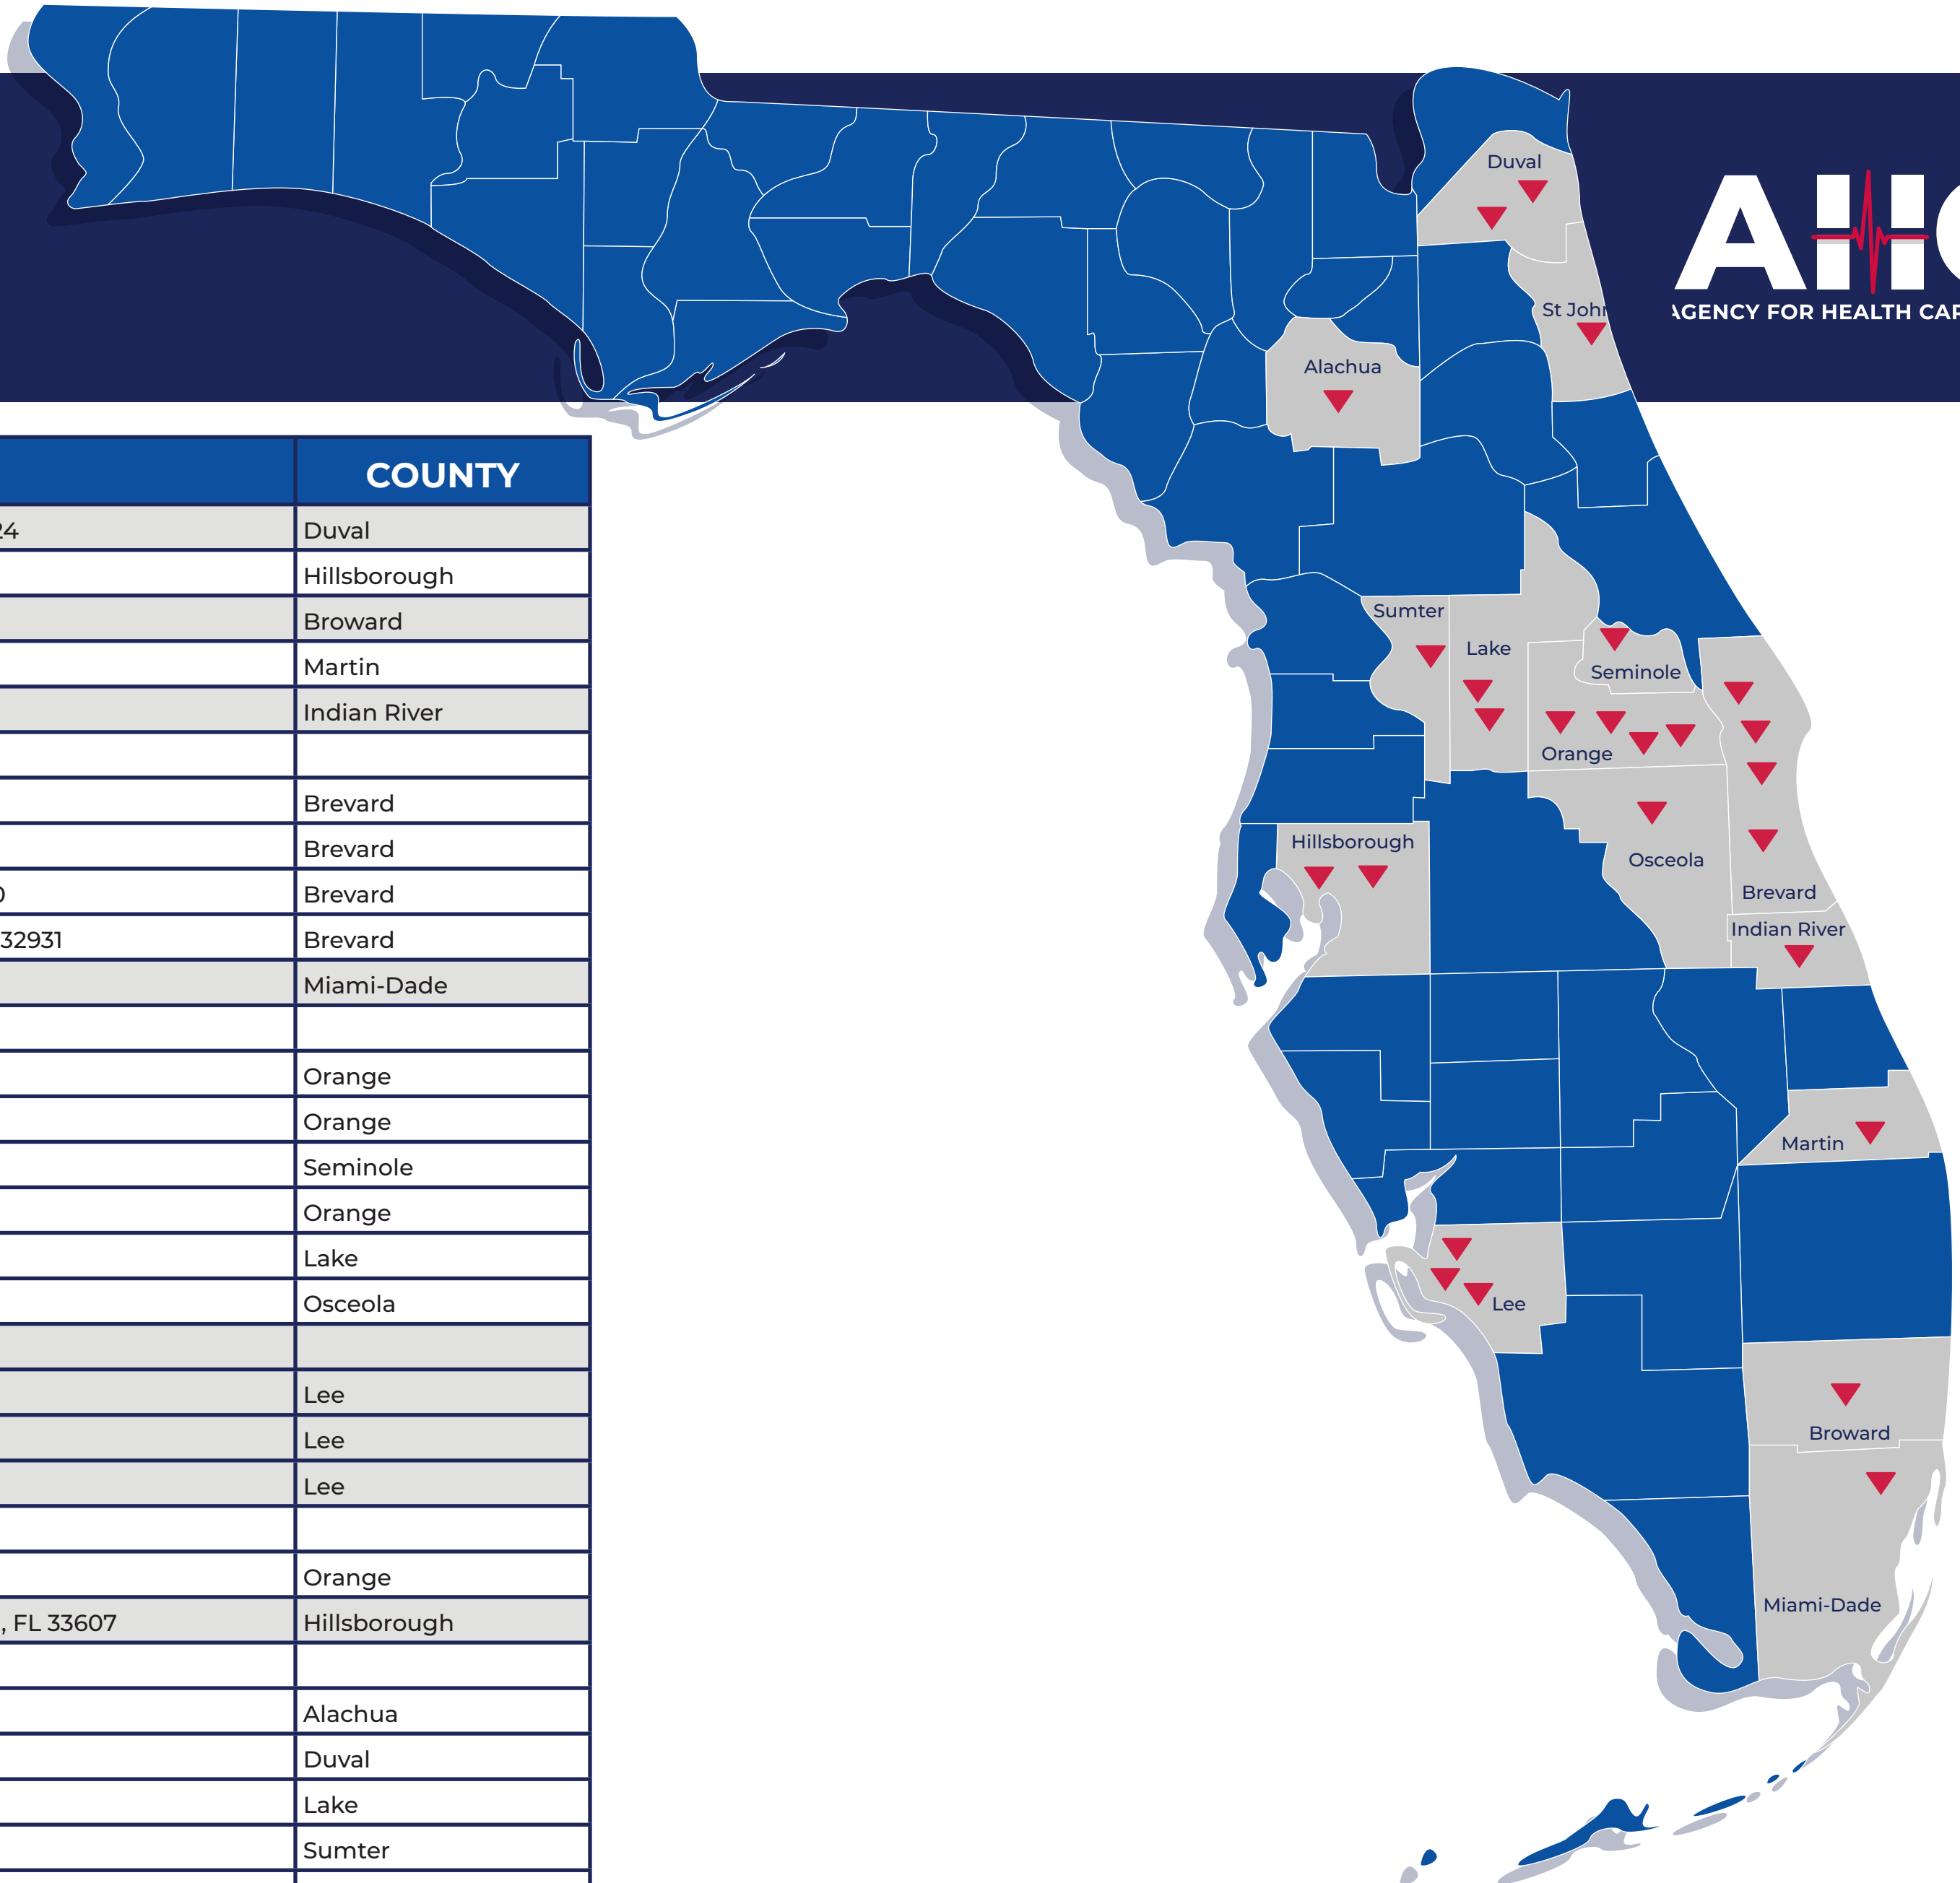 Duval
St John
Alachua
AHC
AGENCY FOR HEALTH CAR
COUNTY
24 Duval
Hillsborough
Broward
Martin
Indian River
Brevard
Brevard
0 Brevard
32931 Brevard
Miami-Dade
Orange
Orange
Seminole
Orange
Lake
Osceola
Lee
Lee
Lee
Orange
, FL 33607 Hillsborough
Alachua
Duval
Lake
Sumter
Sumter
Lake
Seminole
Orange
Hillsborough
Osceola
Brevard
Indian River
Martin
Lee
Broward
Miami-Dade